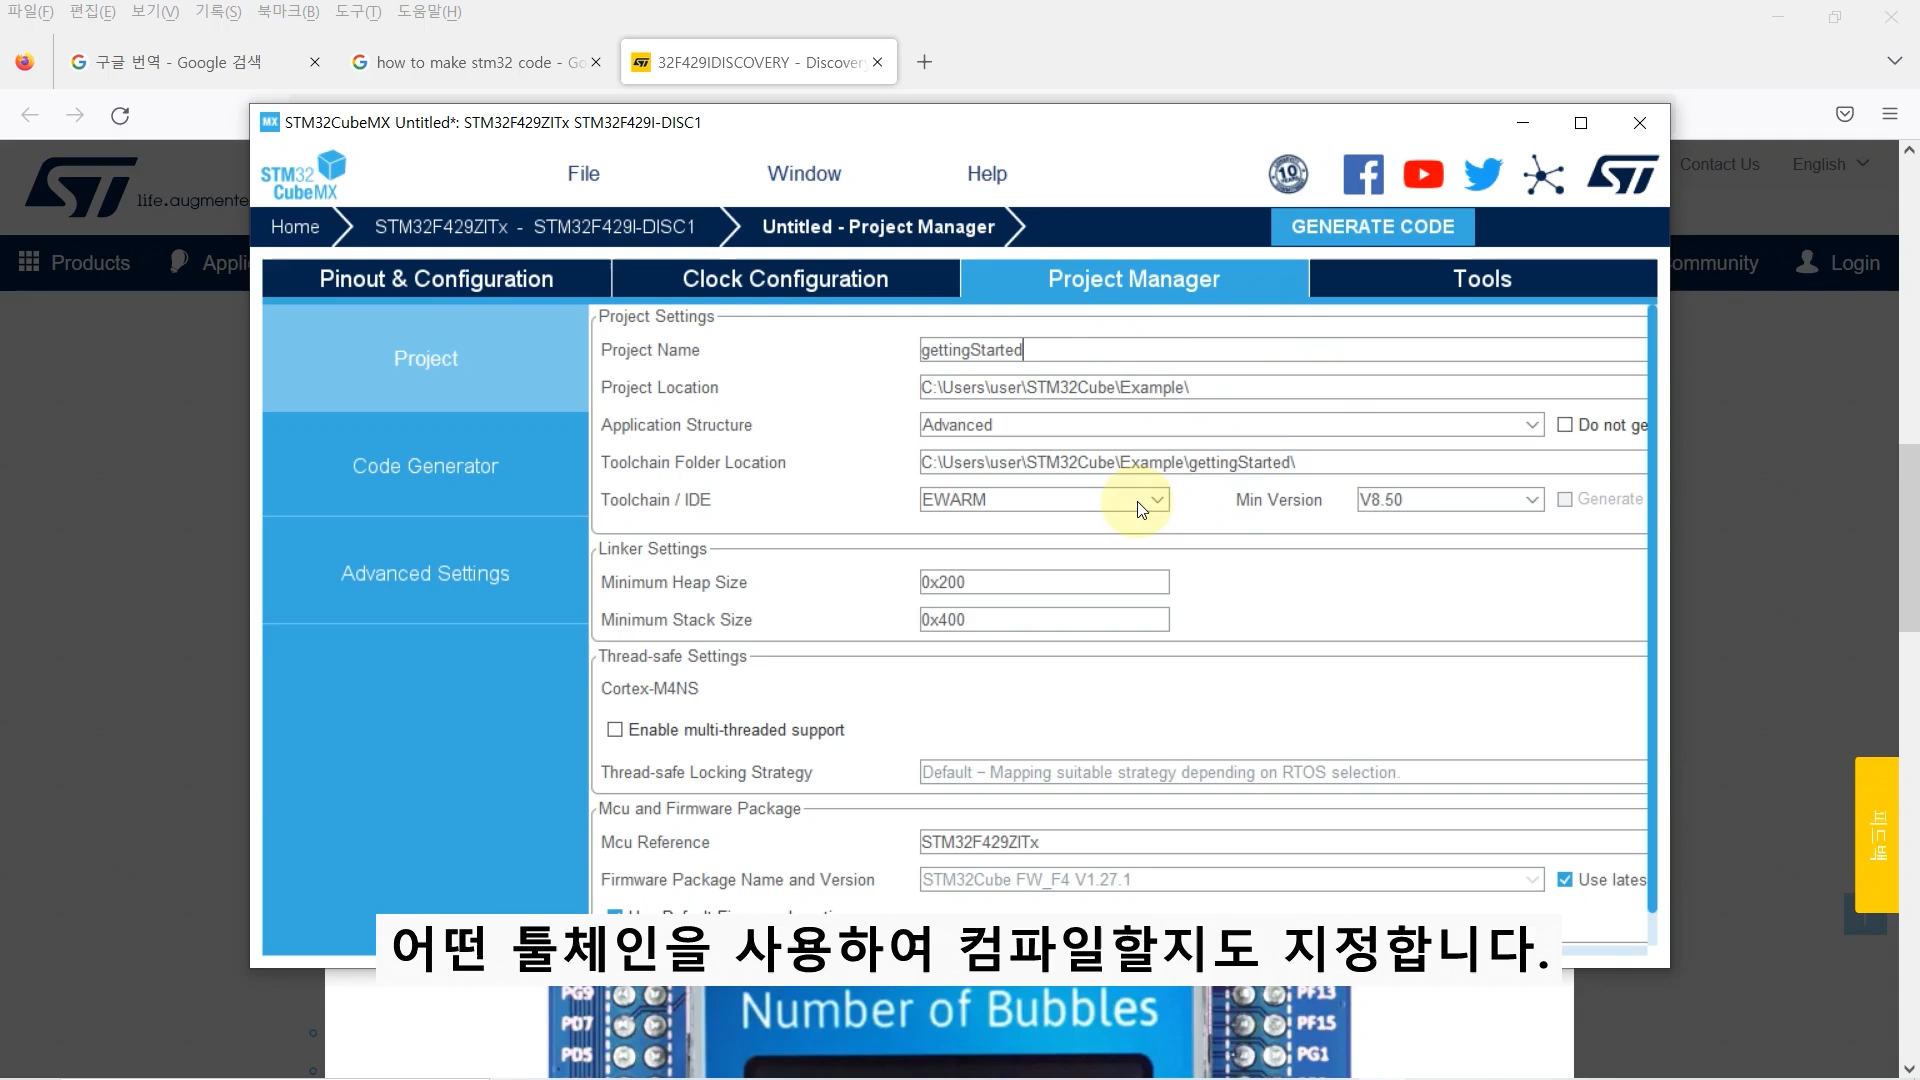 파일(F) 편집(E) 보기(V) 기록(S) 북마크(B) 도구(T) 도움말(H)
구글 번역 - Google 검색
how to make stm32 code - Go
32F429IDISCOVERY - Discover
MX STM32CubeMX Untitled*: STM32F429ZITx STM32F429I-DISC1
STM32 CubeMX
File Window Help
10
ST
life.augmente
Contact Us English
Home STM32F429ZITx - STM32F429I-DISC1 Untitled - Project Manager GENERATE CODE
Products Appli ommunity Login
Pinout & Configuration Clock Configuration Project Manager Tools
Project
Code Generator
Advanced Settings
Project Settings
Project Name gettingStarted
Project Location C:\Users\user\STM32Cube\Example\
Application Structure Advanced Do not ge
Toolchain Folder Location C:\Users\user\STM32Cube\Example\gettingStarted\
Toolchain / IDE EWARM Min Version V8.50 Generate
Linker Settings
Minimum Heap Size 0x200
Minimum Stack Size 0x400
Thread-safe Settings
Cortex-M4NS
Enable multi-threaded support
Thread-safe Locking Strategy Default – Mapping suitable strategy depending on RTOS selection.
Mcu and Firmware Package
Mcu Reference STM32F429ZITx
Firmware Package Name and Version STM32Cube FW_F4 V1.27.1 Use lates
피드백
어떤 툴체인을 사용하여 컴파일할지도 지정합니다.
PG9 Number of Bubbles PF13
PD7 PF15
PD5 PG1